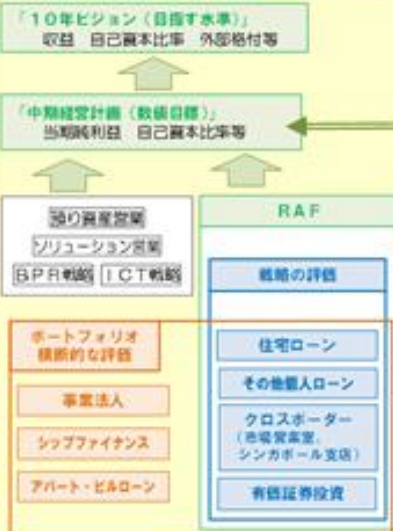 「１０年ビジョン（目指す水準）」
収益　自己資本比率　外部格付等
「中期経営計画（数値目標）」
当期純利益　自己資本比率等
預り資産営業
ソリューション営業
ＢＰＲ戦略　ＩＣＴ戦略
ＲＡＦ
戦略の評価
ポートフォリオ
横断的な評価
事業法人
シップファイナンス
アパート・ビルローン
住宅ローン
その他個人ローン
クロスボーダー
（市場営業室、
シンガポール支店）
有価証券投資